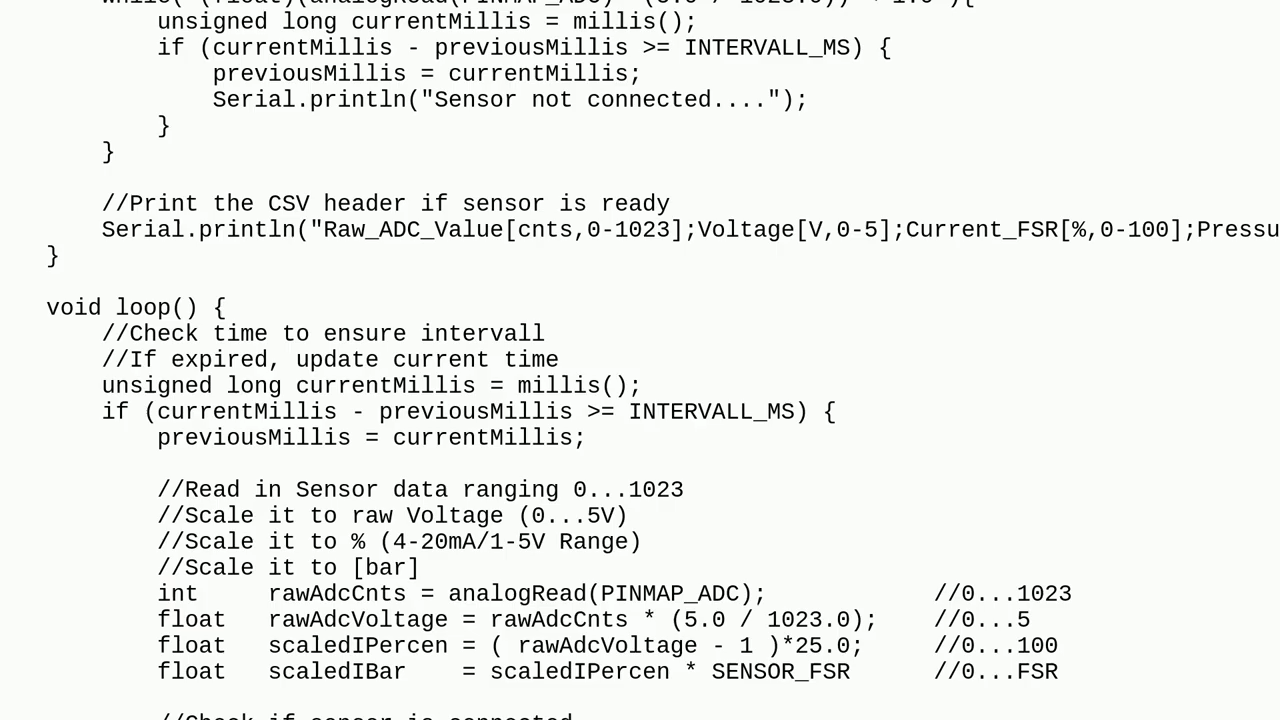 unsigned long currentMillis = millis();
if (currentMillis - previousMillis >= INTERVALL_MS) {
previousMillis = currentMillis;
Serial.println("Sensor not connected....");
}
}
//Print the CSV header if sensor is ready
Serial.println("Raw_ADC_Value[cnts,0-1023];Voltage[V,0-5];Current_FSR[%,0-100];Pressu
}
void loop() {
//Check time to ensure intervall
//If expired, update current time
unsigned long currentMillis = millis();
if (currentMillis - previousMillis >= INTERVALL_MS) {
previousMillis = currentMillis;
//Read in Sensor data ranging 0...1023
//Scale it to raw Voltage (0...5V)
//Scale it to % (4-20mA/1-5V Range)
//Scale it to [bar]
int rawAdcCnts = analogRead(PINMAP_ADC); //0...1023
float rawAdcVoltage = rawAdcCnts * (5.0 / 1023.0); //0...5
float scaledIPercen = ( rawAdcVoltage - 1 )*25.0; //0...100
float scaledIBar = scaledIPercen * SENSOR_FSR //0...FSR
//Check if sensor is connected